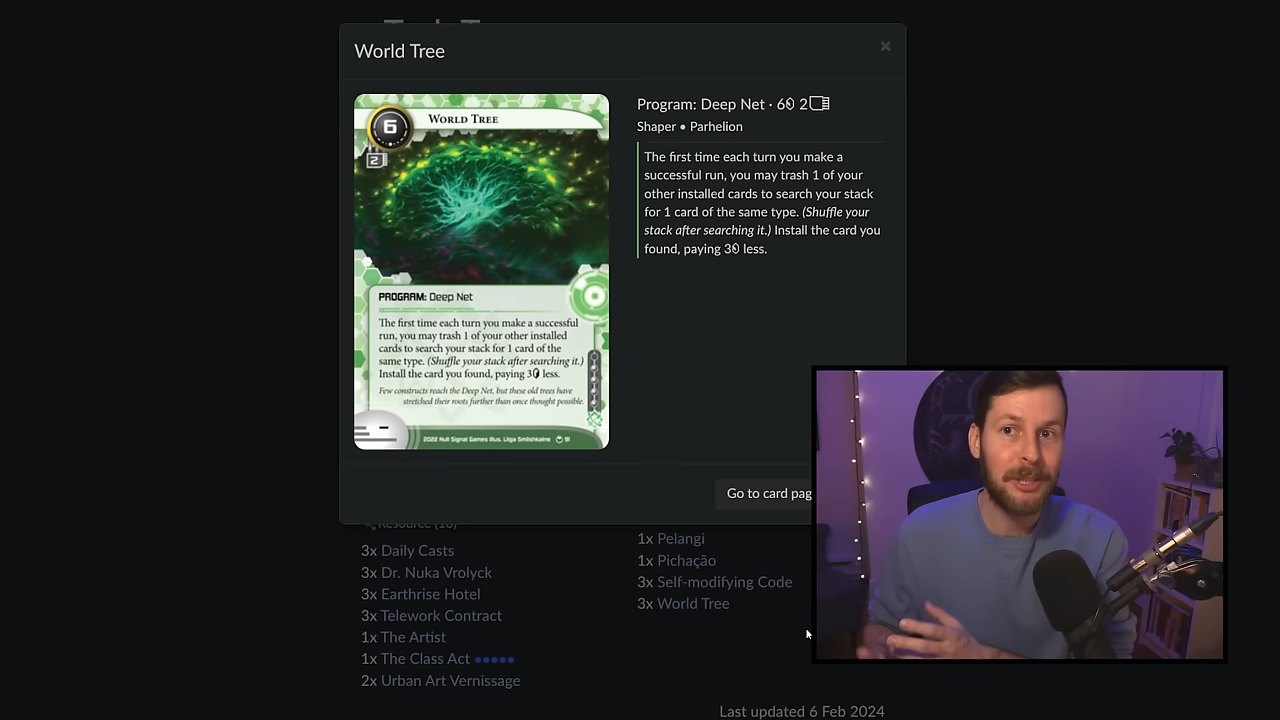 World Tree
×
6
WORLD TREE
2
PROGRAM: Deep Net
The first time each turn you make a successful
run, you may trash 1 of your other installed
cards to search your stack for 1 card of the
same type. (Shuffle your stack after searching it.)
Install the card you found, paying 3 less.
Few constructs reach the Deep Net, but these old trees have
stretched their roots further than once thought possible.
2022 Null Signal Games Illus. Liiga Smilshkalne 91
Program: Deep Net · 6 2
Shaper • Parhelion
The first time each turn you make a
successful run, you may trash 1 of your
other installed cards to search your stack
for 1 card of the same type. (Shuffle your
stack after searching it.) Install the card you
found, paying 3 less.
Go to card pag
3x Daily Casts
3x Dr. Nuka Vrolyck
3x Earthrise Hotel
3x Telework Contract
1x The Artist
1x The Class Act ●●●●●
2x Urban Art Vernissage
1x Pelangi
1x Pichação
3x Self-modifying Code
3x World Tree
Last updated 6 Feb 2024